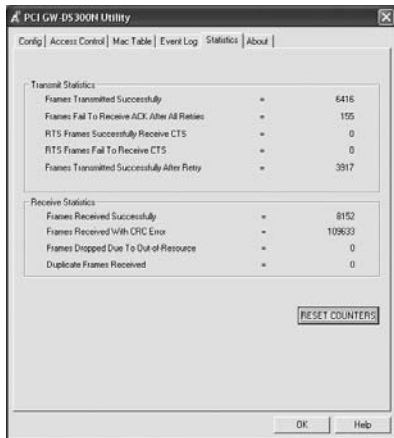 PCI GW-DS300N Utility
Config Access Control Mac Table Event Log Statistics About
Transmit Statistics
Frames Transmitted Successfully = 6416
Frames Fail To Receive ACK After All Retries = 155
RTS Frames Successfully Receive CTS = 0
RTS Frames Fail To Receive CTS = 0
Frames Transmitted Successfully After Retry = 3917
Receive Statistics
Frames Received Successfully = 8152
Frames Received With CRC Error = 109633
Frames Dropped Due To Out-of-Resource = 0
Duplicate Frames Received = 0
RESET COUNTERS
OK Help